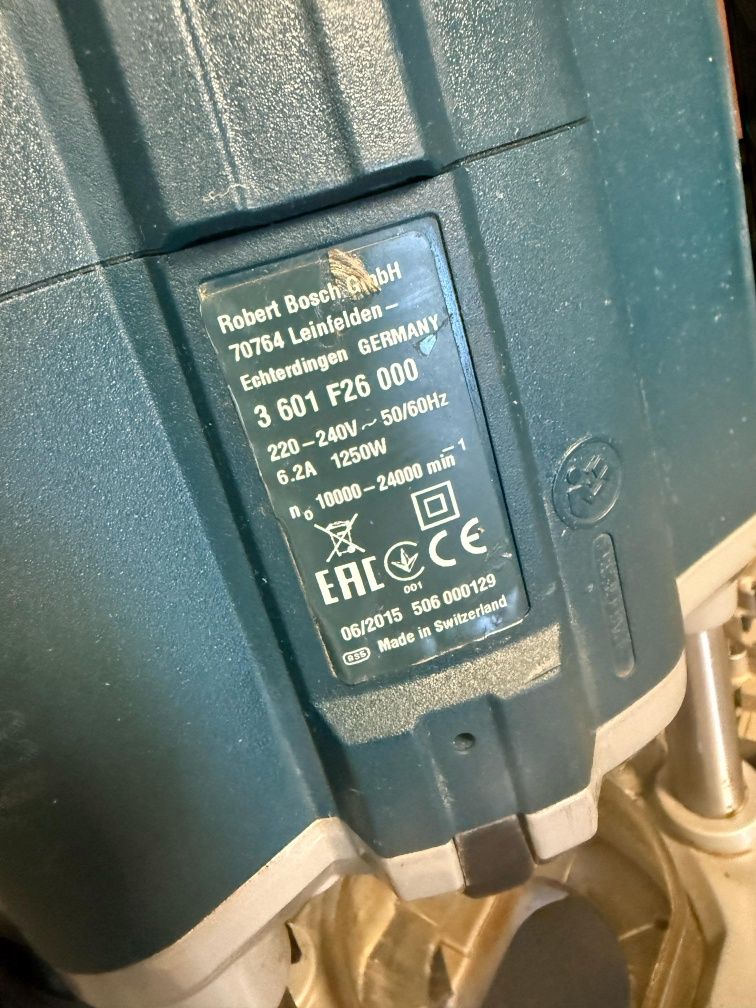 Robert Bosch GmbH
70764 Leinfelden –
Echterdingen GERMANY
3 601 F26 000
220 – 240V ~ 50/60Hz
6.2A 1250W
n₀ 10000 – 24000 min⁻¹
EAC CE
001
06/2015 506 000129
Made in Switzerland